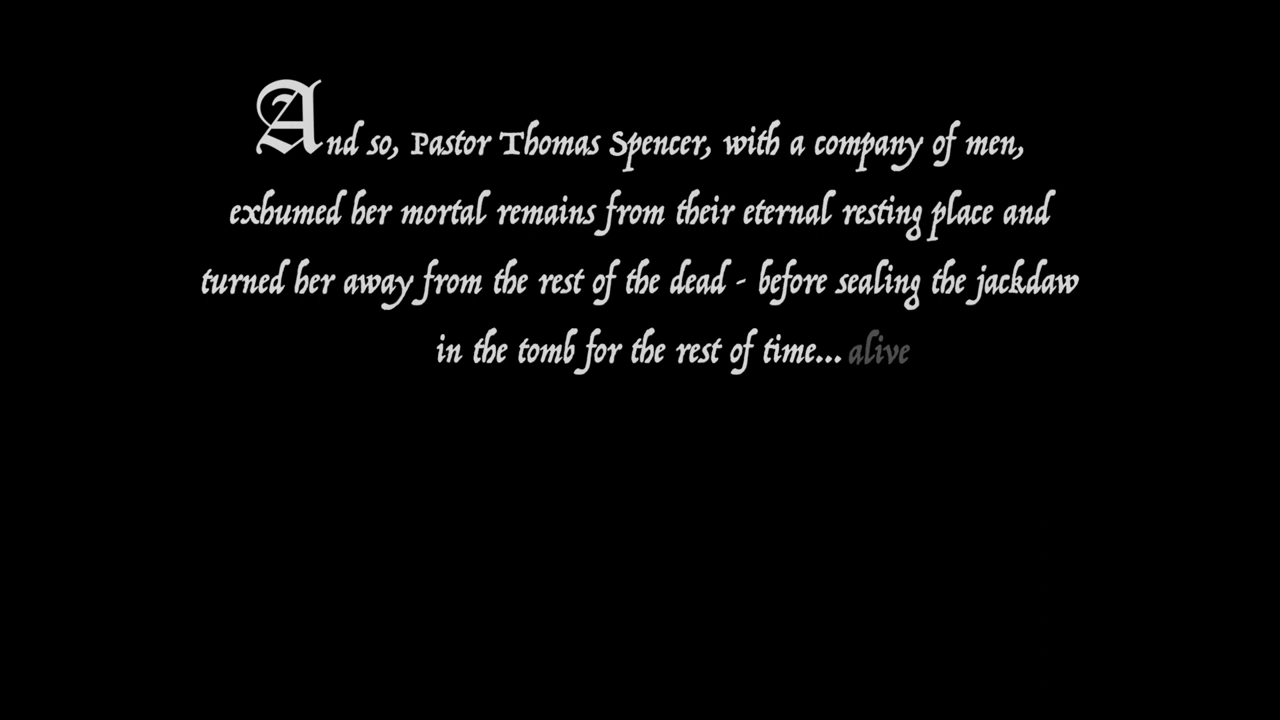 And so, Pastor Thomas Spencer, with a company of men,
exhumed her mortal remains from their eternal resting place and
turned her away from the rest of the dead - before sealing the jackdaw
in the tomb for the rest of time... alive